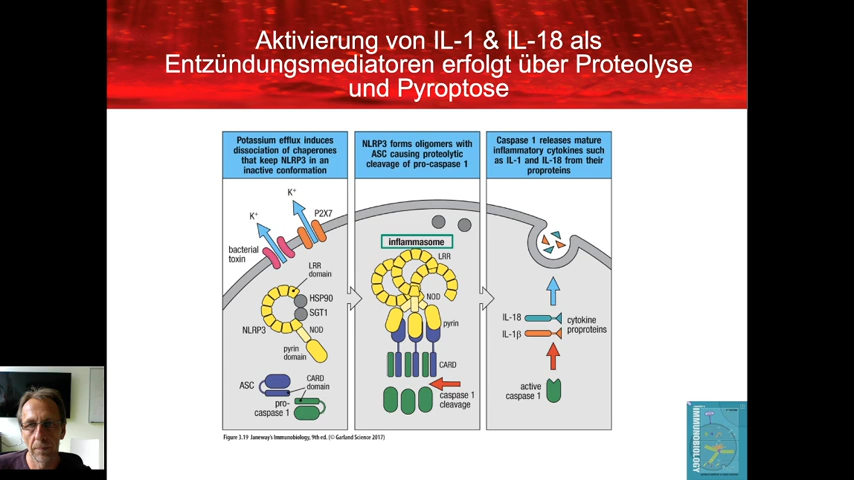 Aktivierung von IL-1 & IL-18 als
Entzündungsmediatoren erfolgt über Proteolyse
und Pyroptose
Potassium efflux induces
dissociation of chaperones
that keep NLRP3 in an
inactive conformation
NLRP3 forms oligomers with
ASC causing proteolytic
cleavage of pro-caspase 1
Caspase 1 releases mature
inflammatory cytokines such
as IL-1 and IL-18 from their
proproteins
K+
K+
P2X7
bacterial
toxin
LRR
domain
HSP90
SGT1
NLRP3
NOD
pyrin
domain
ASC
CARD
domain
pro-
caspase 1
inflammasome
LRR
NOD
pyrin
CARD
caspase 1
cleavage
IL-18
IL-1β
cytokine
proproteins
active
caspase 1
Figure 3.19 Janeway's Immunobiology, 9th ed. (© Garland Science 2017)
IMMUNOBIOLOGY